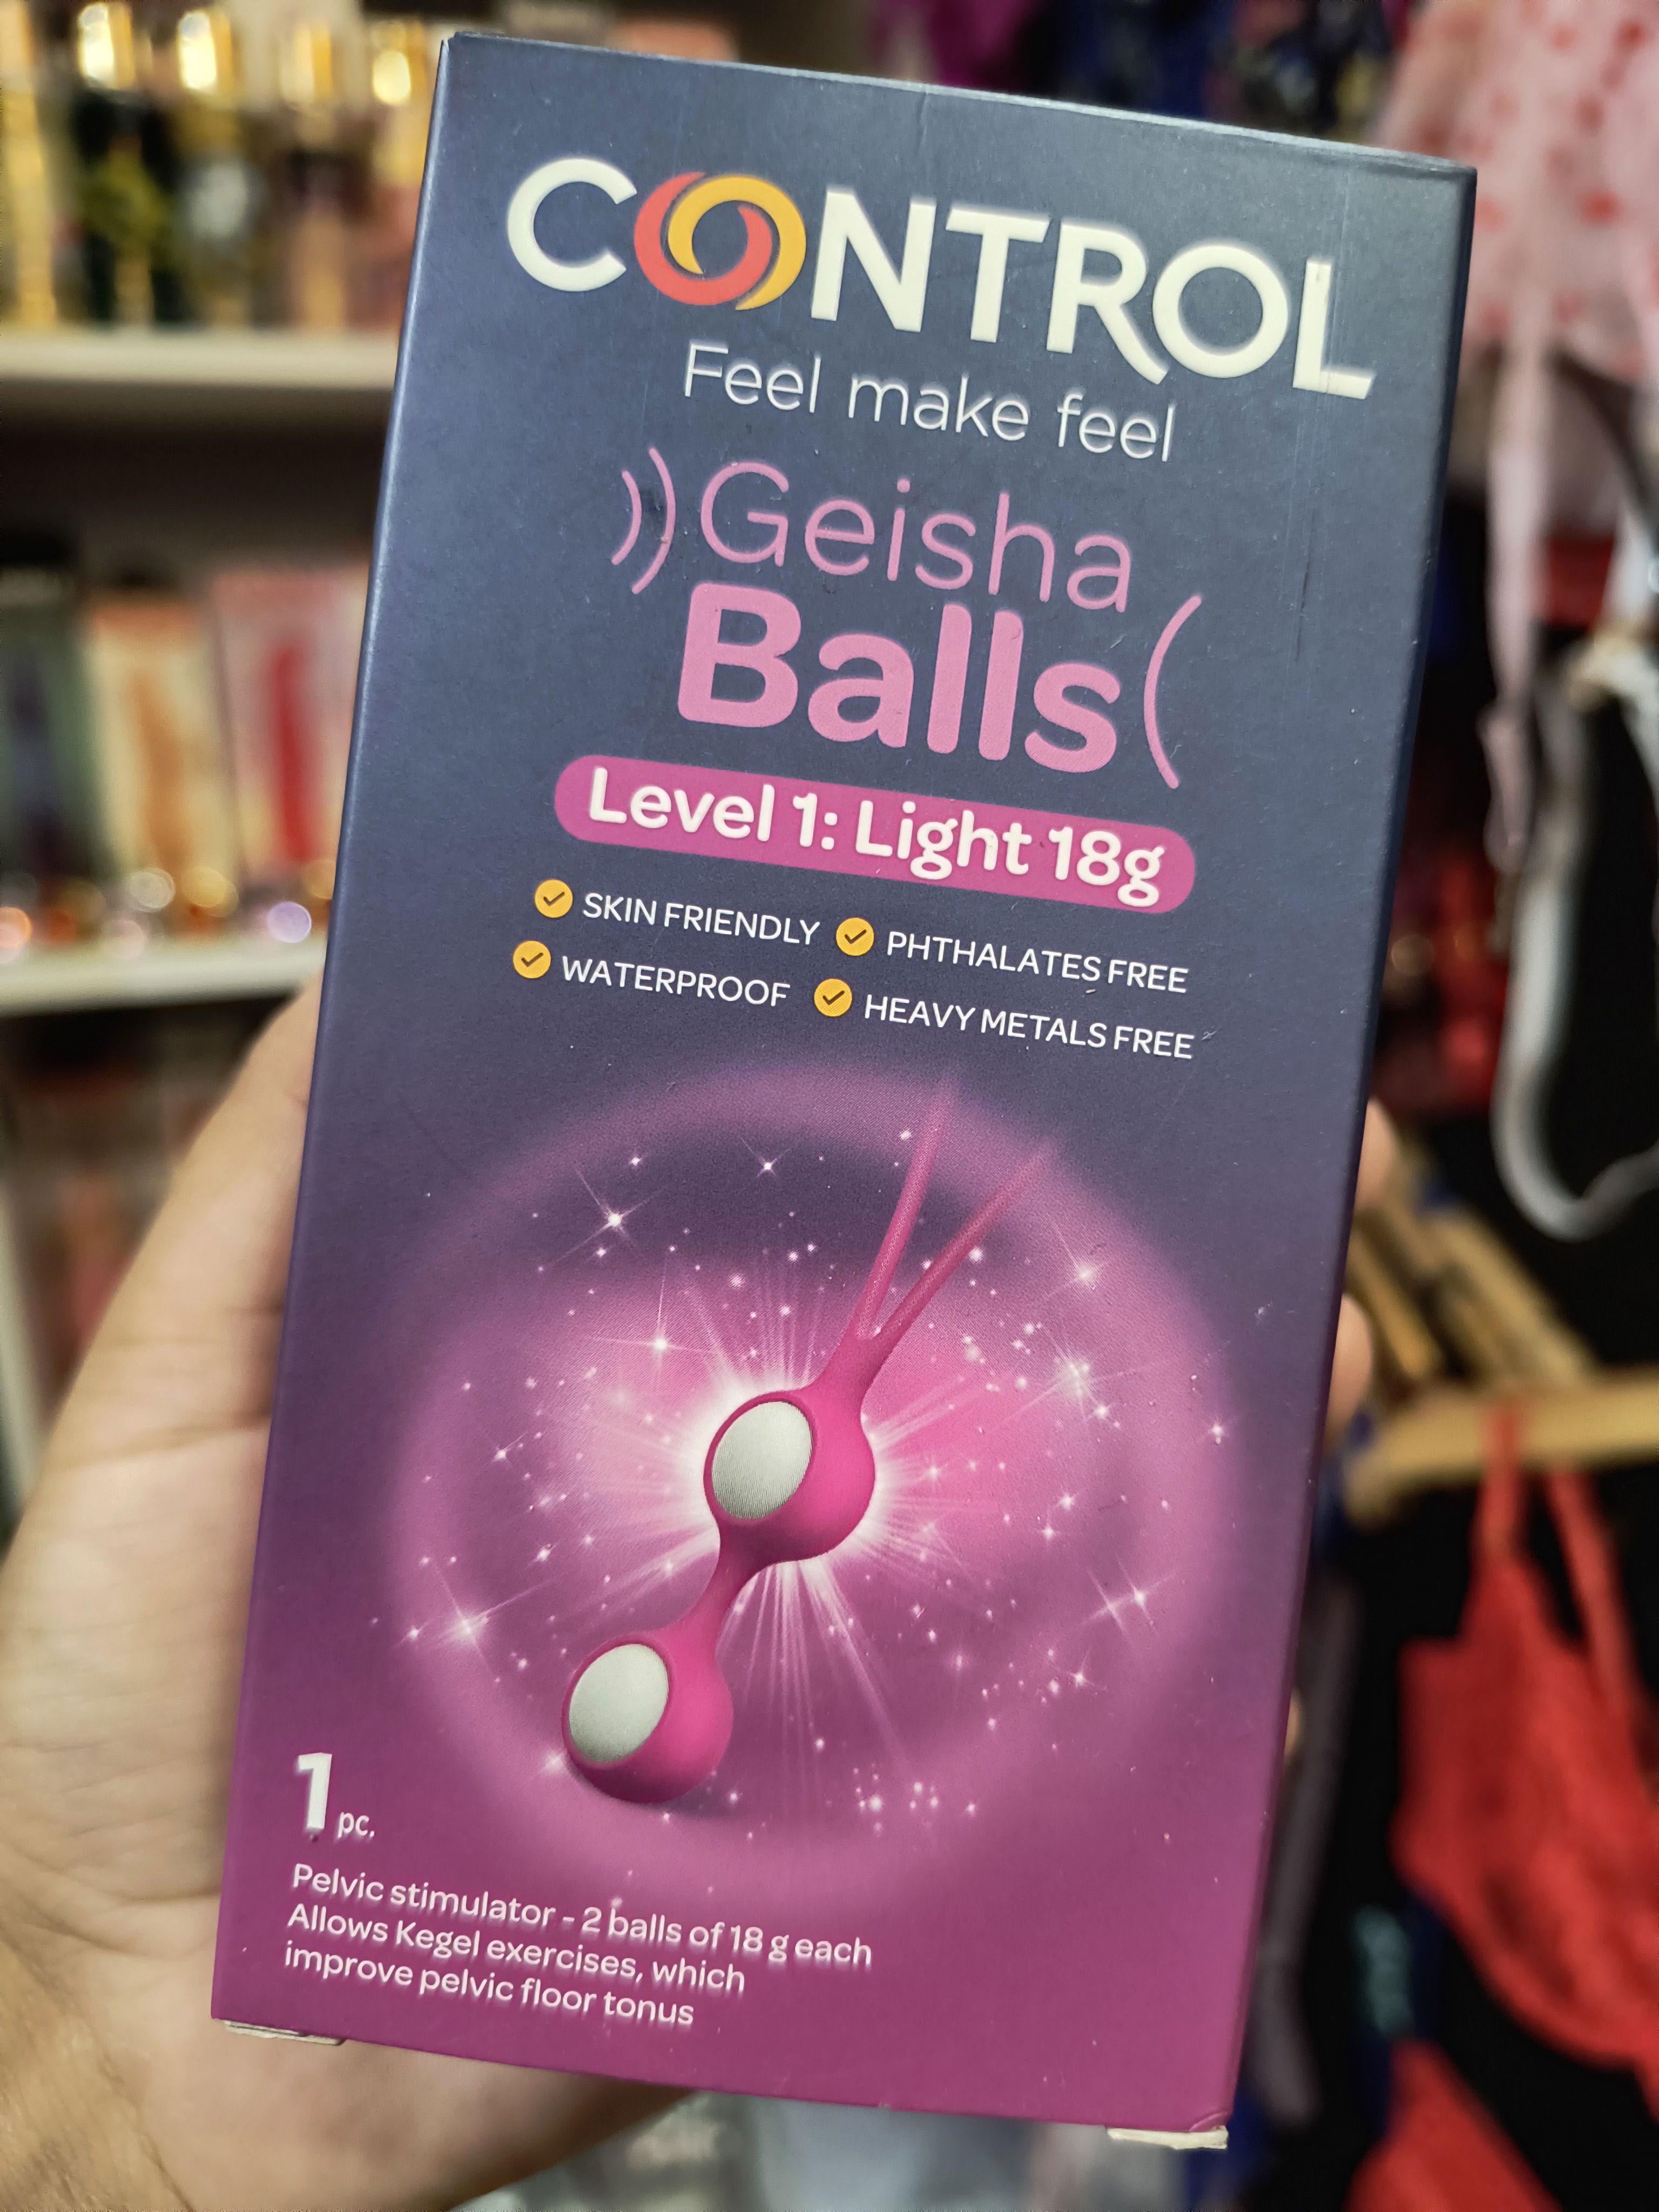 CONTROL
Feel make feel
Geisha
Balls
Level 1: Light 18g
SKIN FRIENDLY PHTHALATES FREE
WATERPROOF HEAVY METALS FREE
1 pc.
Pelvic stimulator - 2 balls of 18 g each
Allows Kegel exercises, which
improve pelvic floor tonus